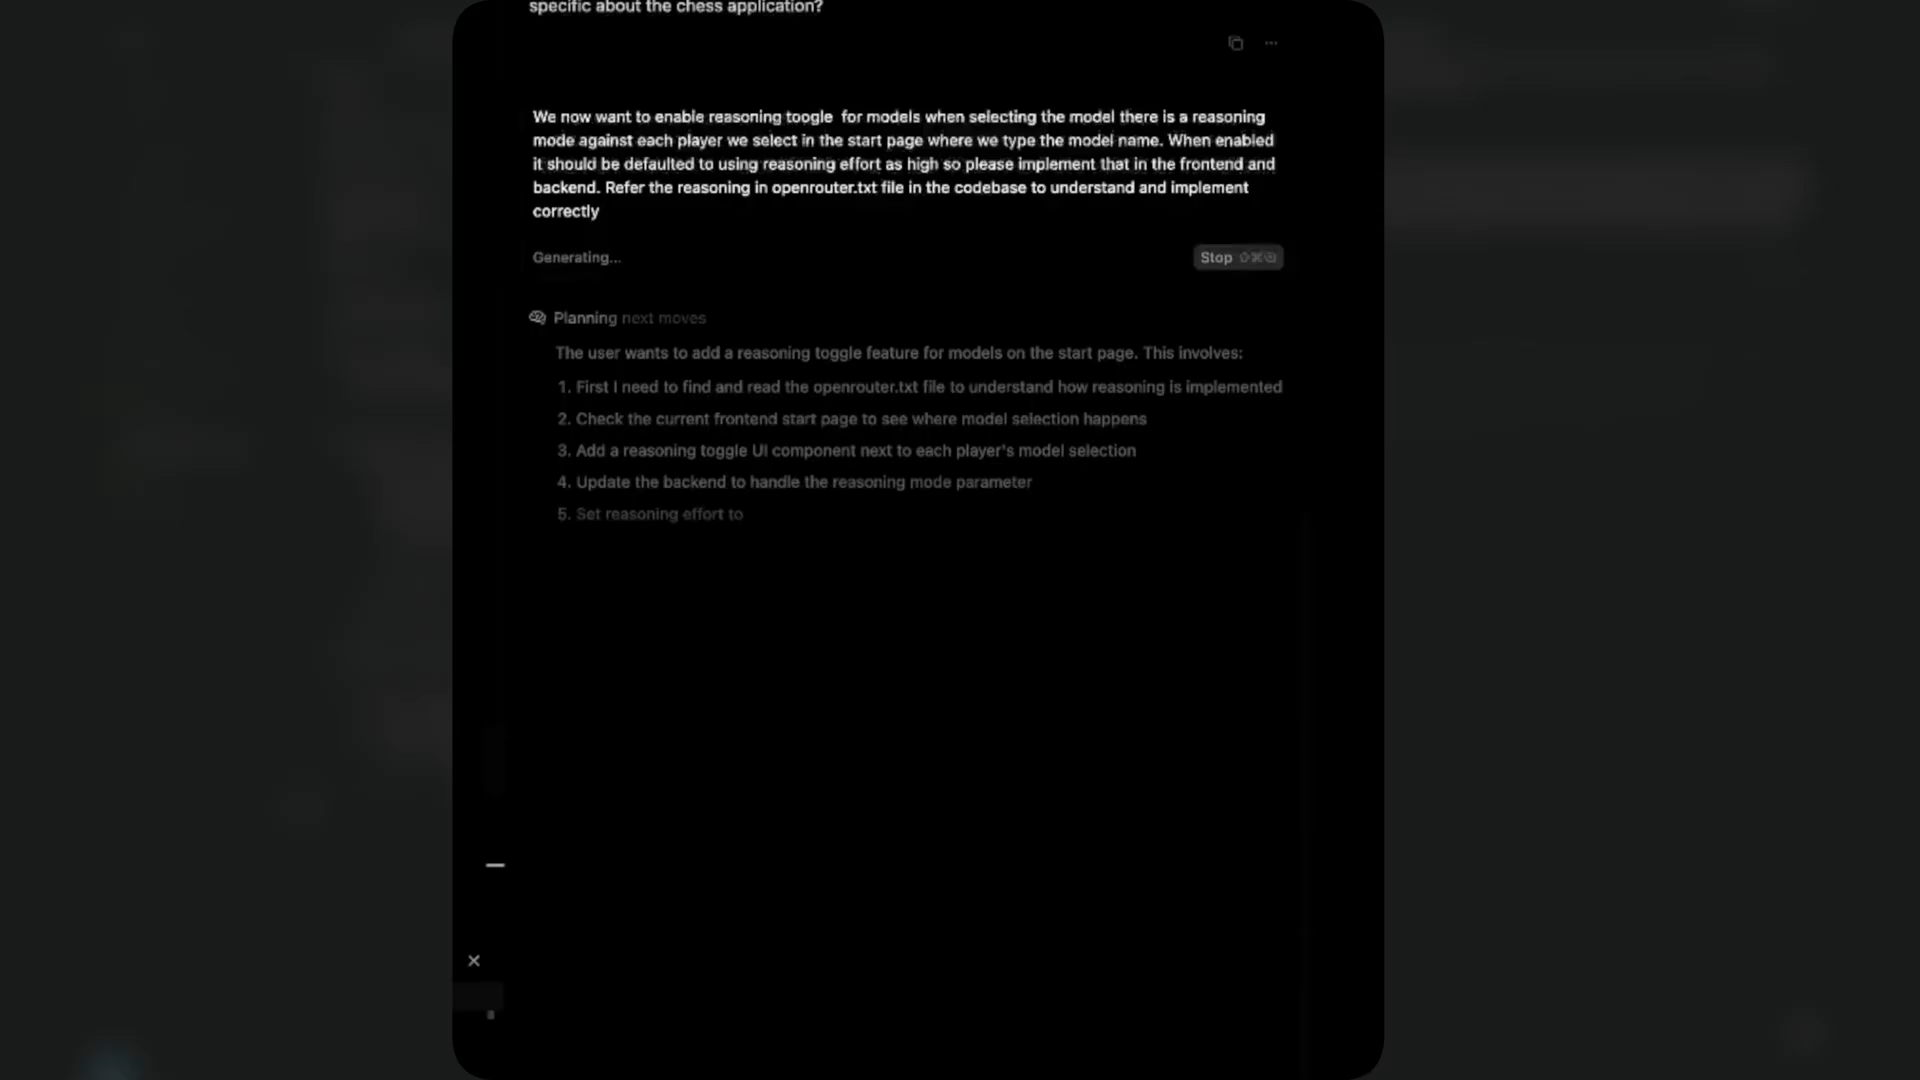 specific about the chess application?
We now want to enable reasoning toogle  for models when selecting the model there is a reasoning
mode against each player we select in the start page where we type the model name. When enabled
it should be defaulted to using reasoning effort as high so please implement that in the frontend and
backend. Refer the reasoning in openrouter.txt file in the codebase to understand and implement
correctly
Generating...
Stop
Planning next moves
The user wants to add a reasoning toggle feature for models on the start page. This involves:
1. First I need to find and read the openrouter.txt file to understand how reasoning is implemented
2. Check the current frontend start page to see where model selection happens
3. Add a reasoning toggle UI component next to each player's model selection
4. Update the backend to handle the reasoning mode parameter
5. Set reasoning effort to